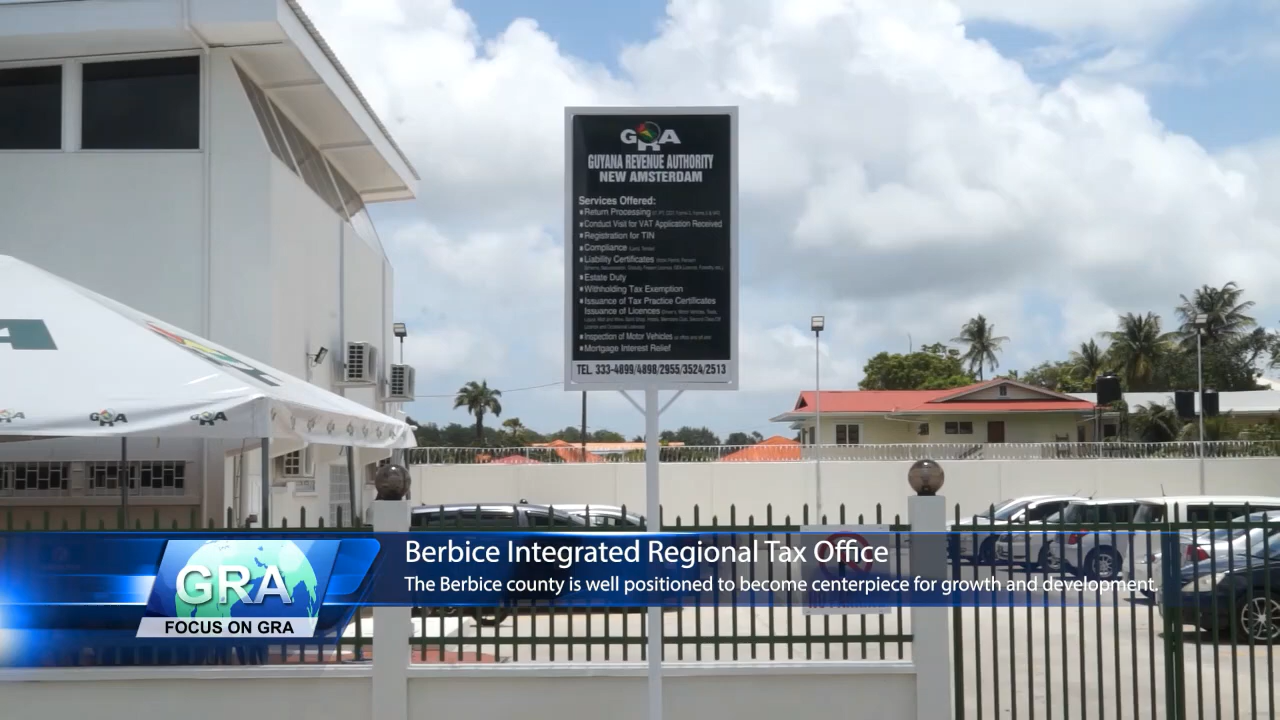 GRA
GUYANA REVENUE AUTHORITY
NEW AMSTERDAM
Services Offered:
Return Processing
Conduct Visit for VAT Application Received
Registration for TIN
Compliance
Liability Certificates
Estate Duty
Withholding Tax Exemption
Issuance of Tax Practice Certificates
Issuance of Licences
Inspection of Motor Vehicles
Mortgage Interest Relief
TEL. 333-4899/4898/2955/3524/2513
A
GRA
GRA
GRA
Berbice Integrated Regional Tax Office
The Berbice county is well positioned to become centerpiece for growth and development.
GRA
FOCUS ON GRA